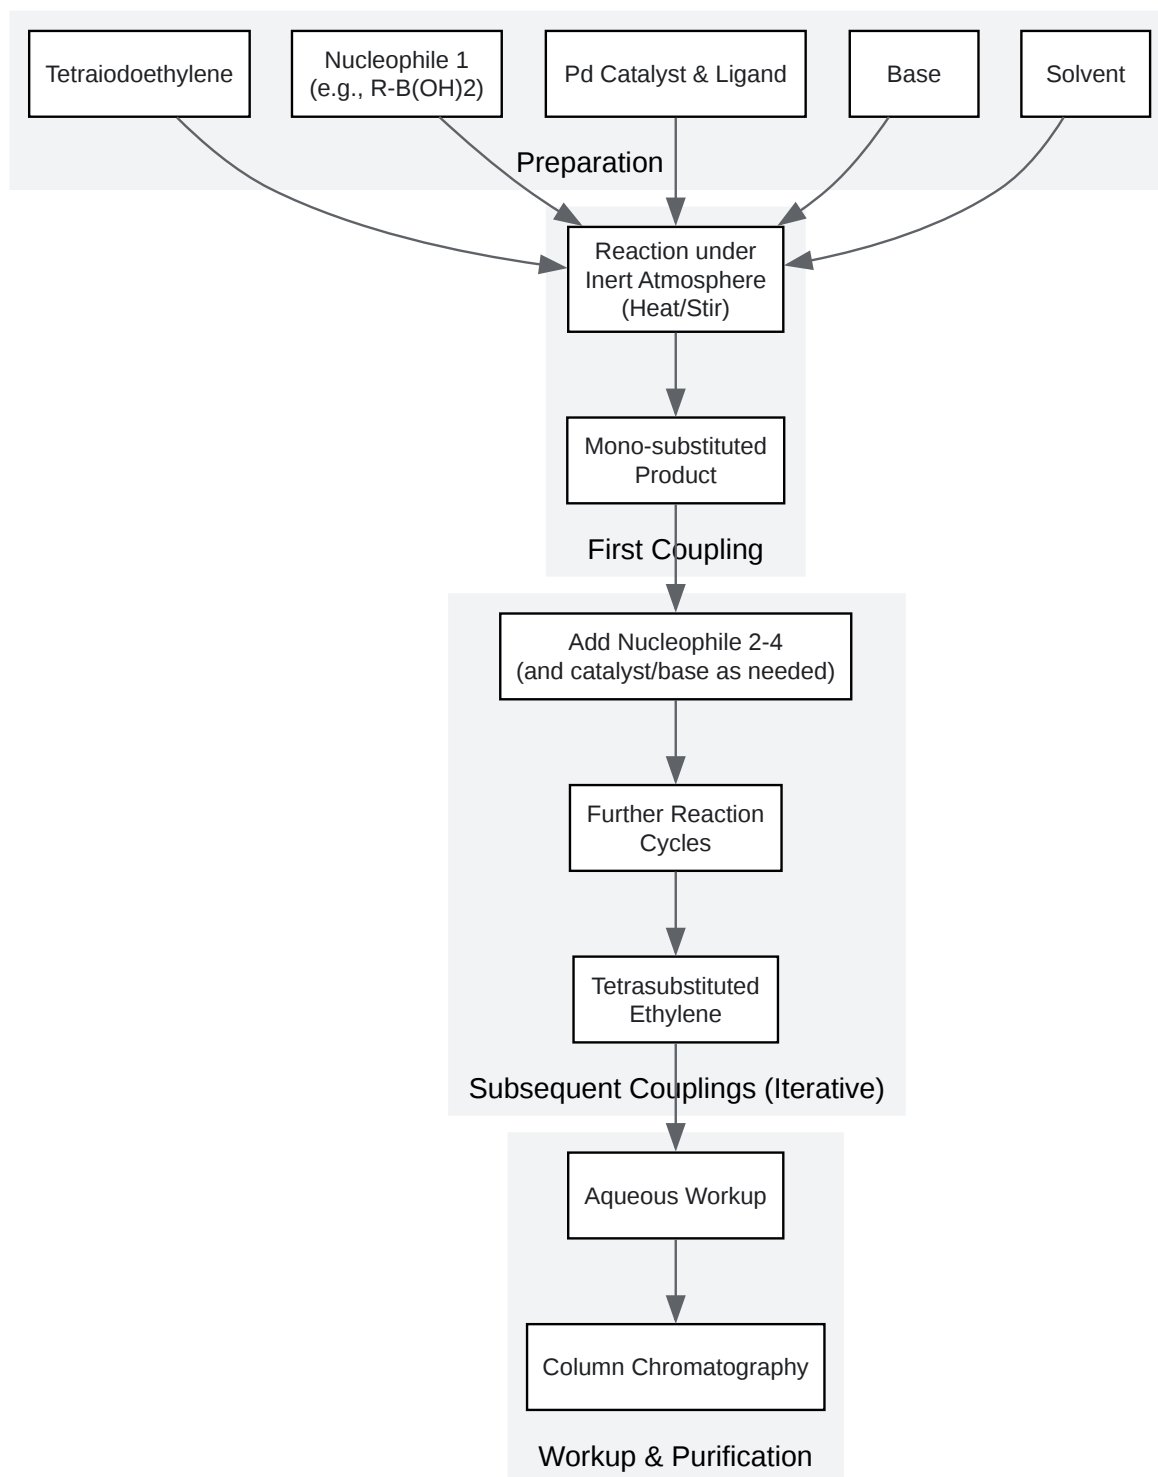 Tetraiodoethylene
Nucleophile 1
(e.g., R-B(OH)2)
Pd Catalyst & Ligand
Base
Solvent
Preparation
Reaction under
Inert Atmosphere
(Heat/Stir)
Mono-substituted
Product
First Coupling
Add Nucleophile 2-4
(and catalyst/base as needed)
Further Reaction
Cycles
Tetrasubstituted
Ethylene
Subsequent Couplings (Iterative)
Aqueous Workup
Column Chromatography
Workup & Purification